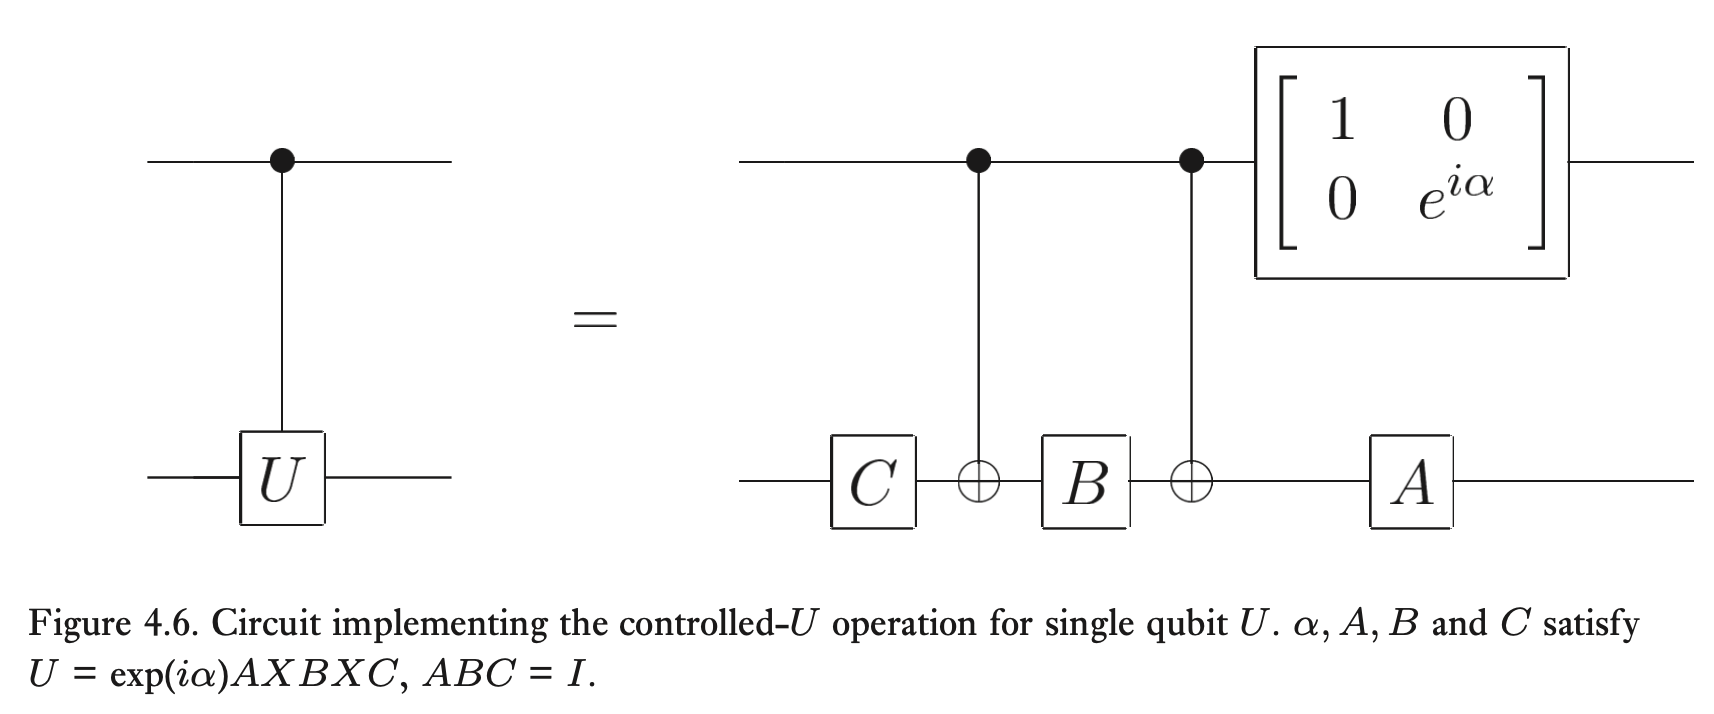 1 0
0 e^{iα}
=
U
C B A
Figure 4.6. Circuit implementing the controlled-U operation for single qubit U. α, A, B and C satisfy
U = exp(iα)AXBXC, ABC = I.